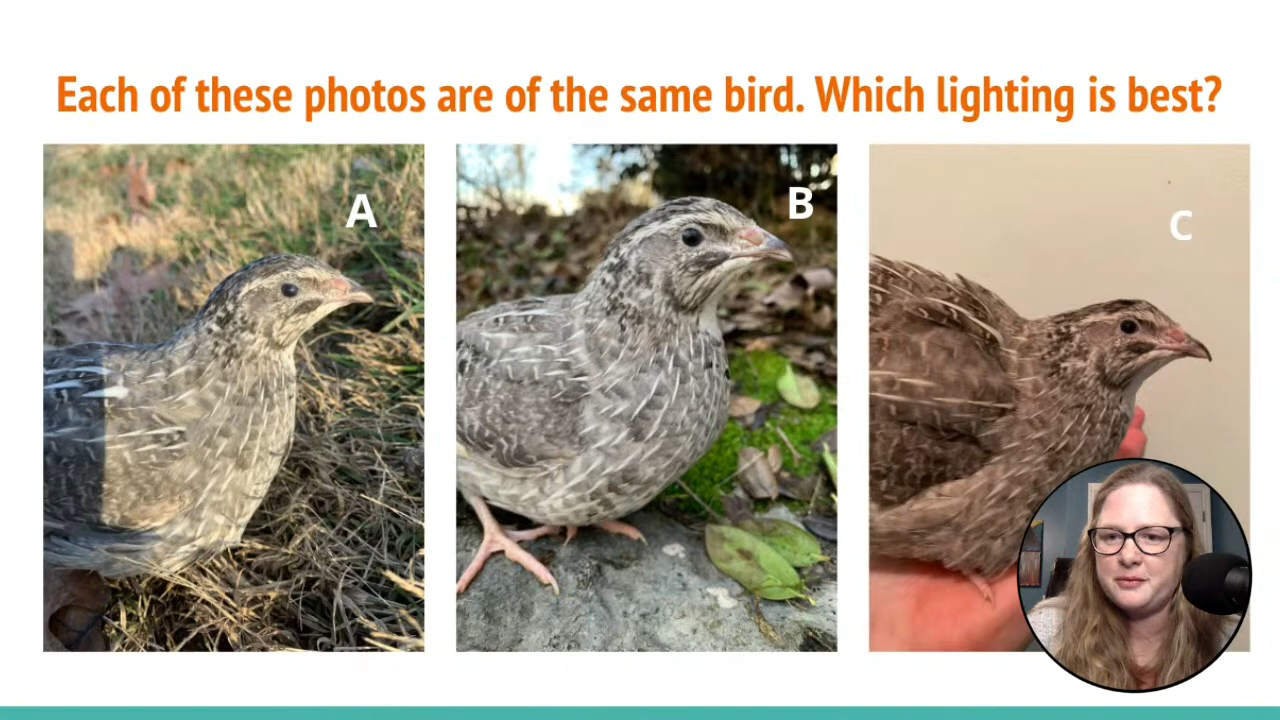 Each of these photos are of the same bird. Which lighting is best?
A
B
C